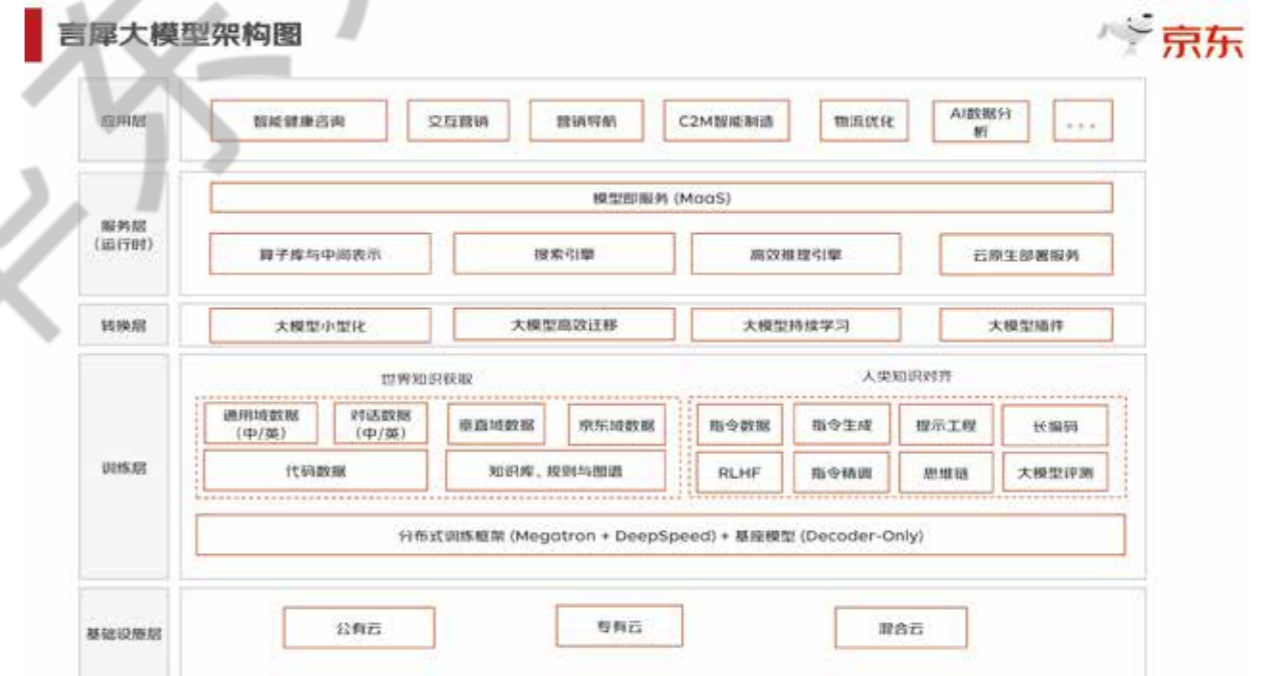 言犀大模型架构图
京东
应用层
智能健康咨询
交互营销
营销导航
C2M智能制造
物流优化
AI数据分
析
...
服务层
(运行时)
模型即服务 (MaaS)
算子库与中间表示
搜索引擎
高效推理引擎
云原生部署服务
转换层
大模型小型化
大模型高效迁移
大模型持续学习
大模型插件
训练层
世界知识获取
人类知识对齐
通用域数据
(中/英)
对话数据
(中/英)
垂直域数据
京东域数据
指令数据
指令生成
提示工程
长编码
代码数据
知识库、规则与图谱
RLHF
指令精调
思维链
大模型评测
分布式训练框架 (Megatron + DeepSpeed) + 基座模型 (Decoder-Only)
基础设施层
公有云
专有云
混合云